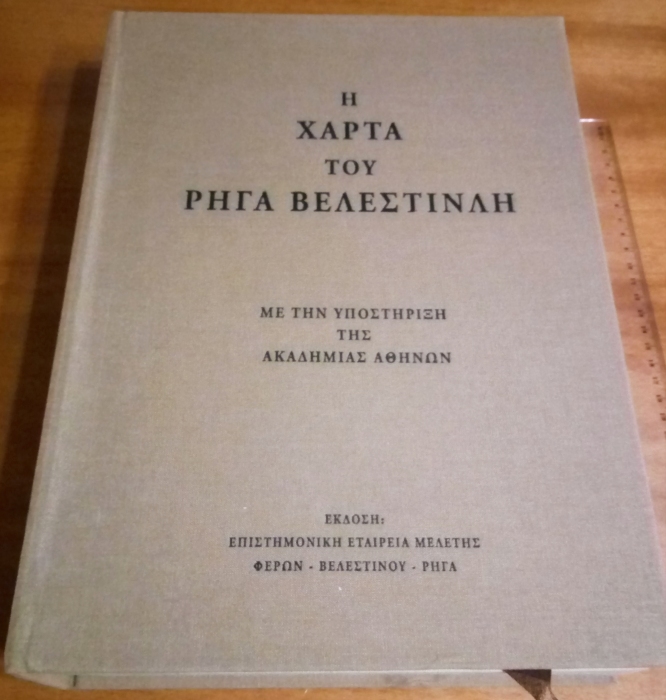 Η
ΧΑΡΤΑ
ΤΟΥ
ΡΗΓΑ ΒΕΛΕΣΤΙΝΛΗ
ΜΕ ΤΗΝ ΥΠΟΣΤΗΡΙΞΗ
ΤΗΣ
ΑΚΑΔΗΜΙΑΣ ΑΘΗΝΩΝ
ΕΚΔΟΣΗ:
ΕΠΙΣΤΗΜΟΝΙΚΗ ΕΤΑΙΡΕΙΑ ΜΕΛΕΤΗΣ
ΦΕΡΩΝ - ΒΕΛΕΣΤΙΝΟΥ - ΡΗΓΑ